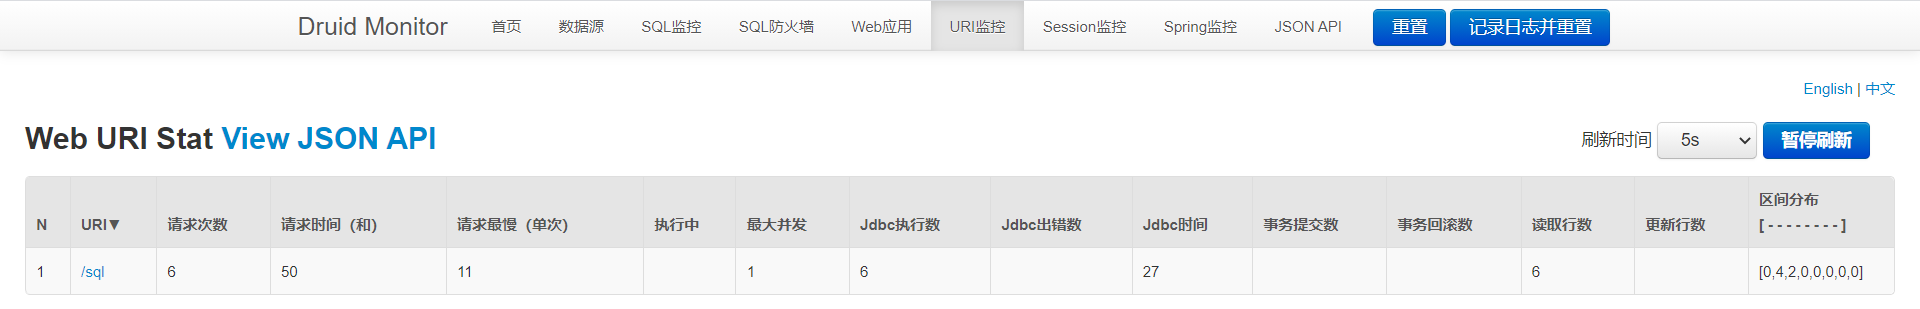 Druid Monitor 首页 数据源 SQL监控 SQL防火墙 Web应用 URI监控 Session监控 Spring监控 JSON API 重置 记录日志并重置
English | 中文
Web URI Stat View JSON API 刷新时间 5s 暂停刷新
N URI▼ 请求次数 请求时间（和） 请求最慢（单次） 执行中 最大并发 Jdbc执行数 Jdbc出错数 Jdbc时间 事务提交数 事务回滚数 读取行数 更新行数 区间分布
[ - - - - - - - - ]
1 /sql 6 50 11 1 6 27 6 [0,4,2,0,0,0,0,0]